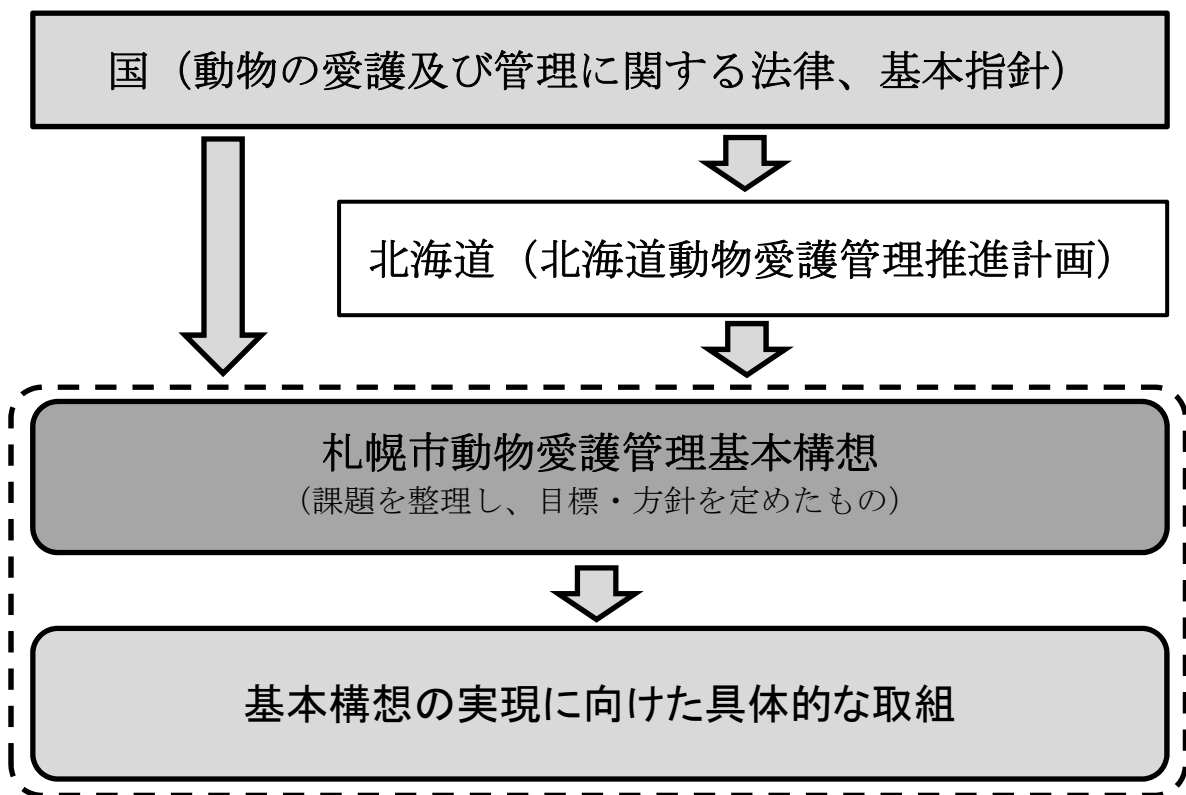 国（動物の愛護及び管理に関する法律、基本指針）
北海道（北海道動物愛護管理推進計画）
札幌市動物愛護管理基本構想
（課題を整理し、目標・方針を定めたもの）
基本構想の実現に向けた具体的な取組